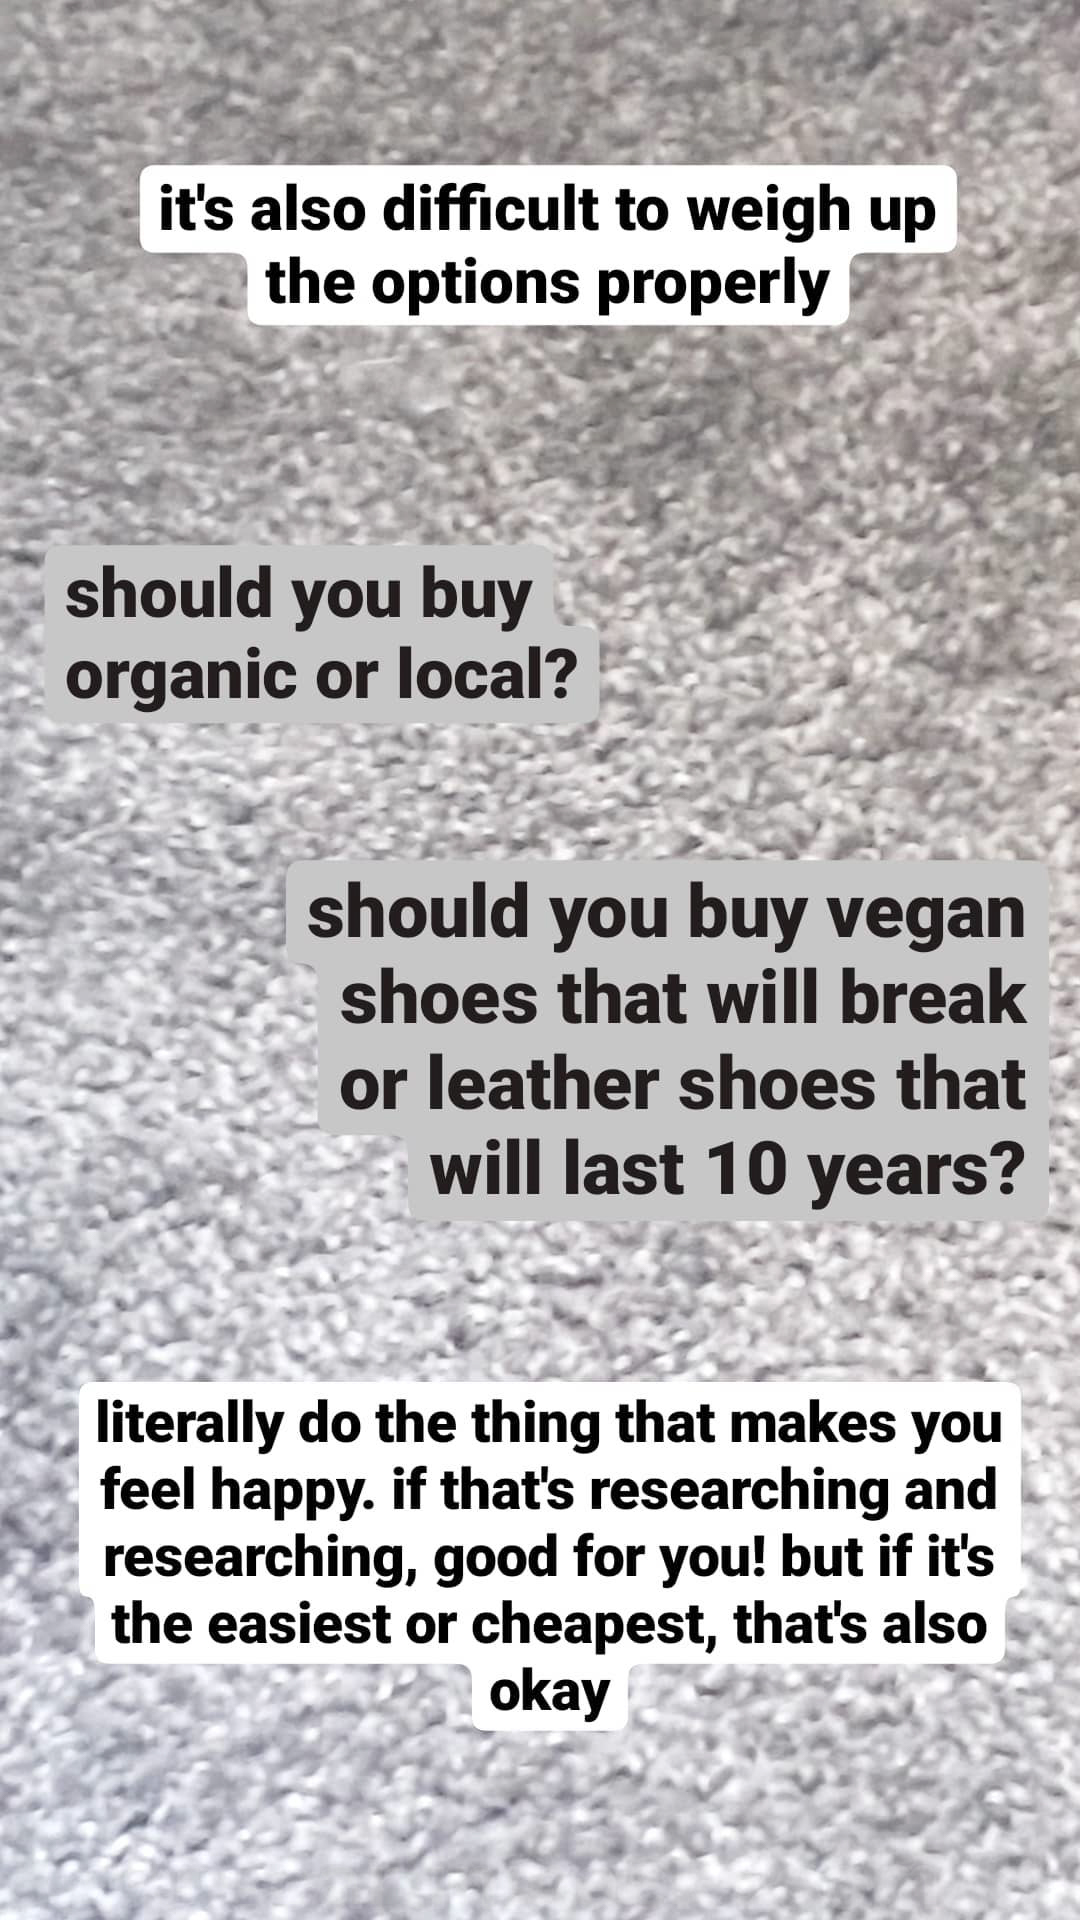 it's also difficult to weigh up
the options properly
should you buy
organic or local?
should you buy vegan
shoes that will break
or leather shoes that
will last 10 years?
literally do the thing that makes you
feel happy. if that's researching and
researching, good for you! but if it's
the easiest or cheapest, that's also
okay